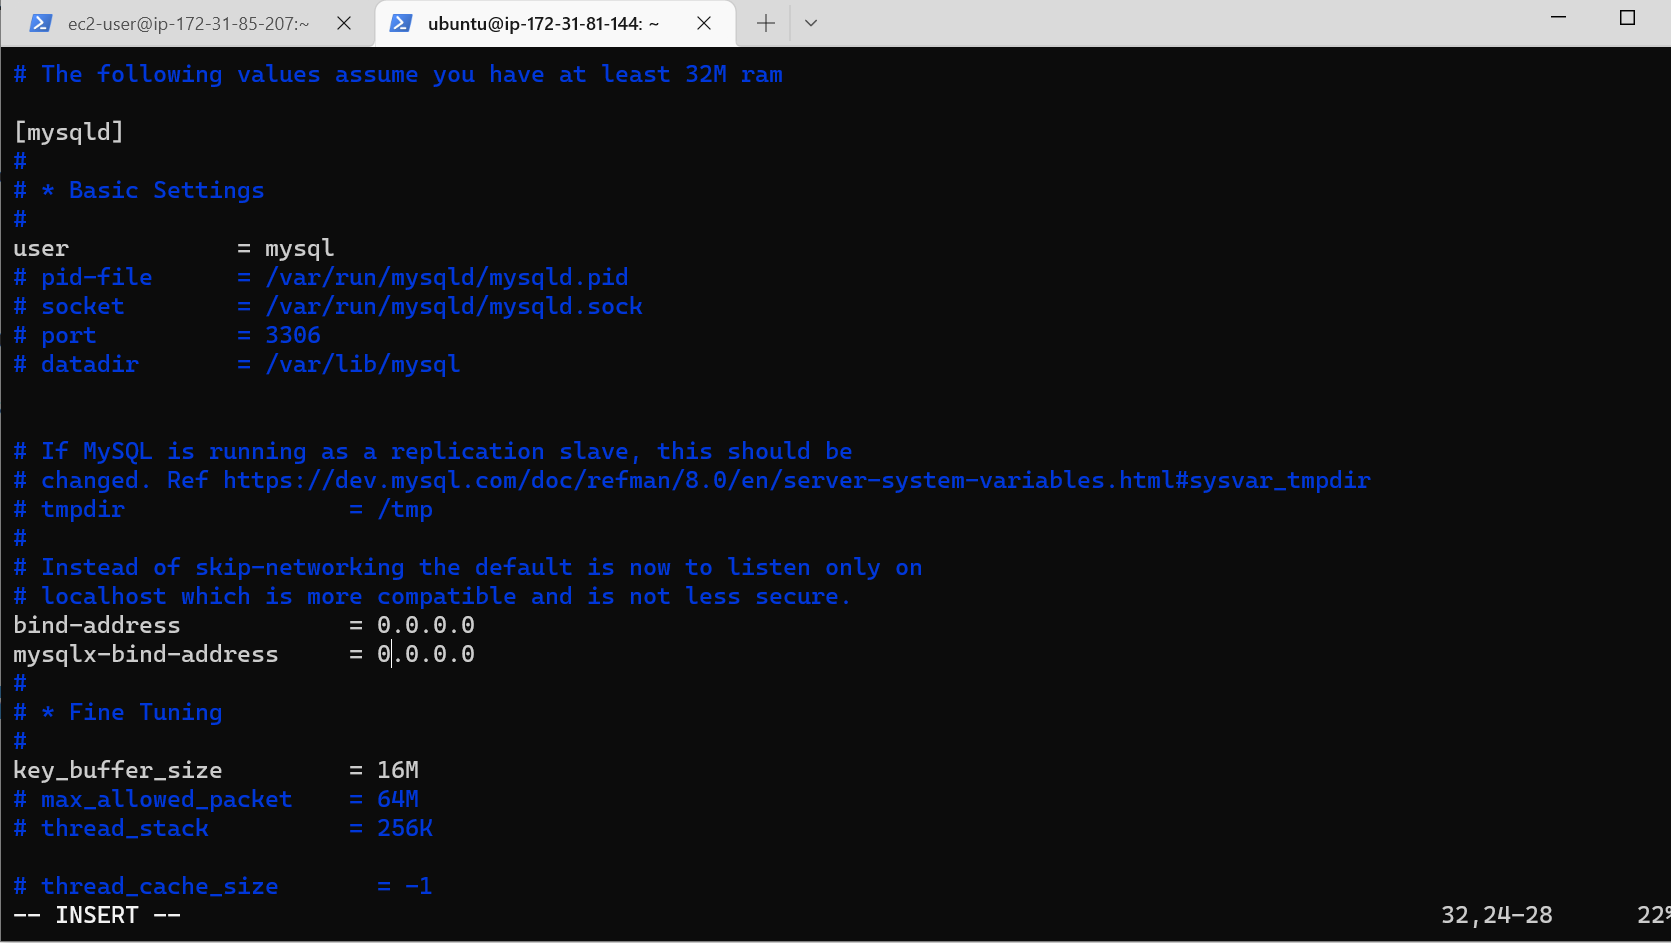 ec2-user@ip-172-31-85-207:~ ubuntu@ip-172-31-81-144: ~
# The following values assume you have at least 32M ram
[mysqld]
#
# * Basic Settings
#
user            = mysql
# pid-file      = /var/run/mysqld/mysqld.pid
# socket        = /var/run/mysqld/mysqld.sock
# port          = 3306
# datadir       = /var/lib/mysql
# If MySQL is running as a replication slave, this should be
# changed. Ref https://dev.mysql.com/doc/refman/8.0/en/server-system-variables.html#sysvar_tmpdir
# tmpdir                = /tmp
#
# Instead of skip-networking the default is now to listen only on
# localhost which is more compatible and is not less secure.
bind-address            = 0.0.0.0
mysqlx-bind-address     = 0.0.0.0
#
# * Fine Tuning
#
key_buffer_size         = 16M
# max_allowed_packet    = 64M
# thread_stack          = 256K
# thread_cache_size       = -1
-- INSERT -- 32,24-28 22%